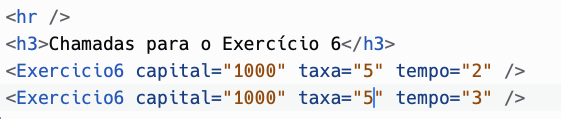 <hr />
<h3>Chamadas para o Exercício 6</h3>
<Exercicio6 capital="1000" taxa="5" tempo="2" />
<Exercicio6 capital="1000" taxa="5" tempo="3" />